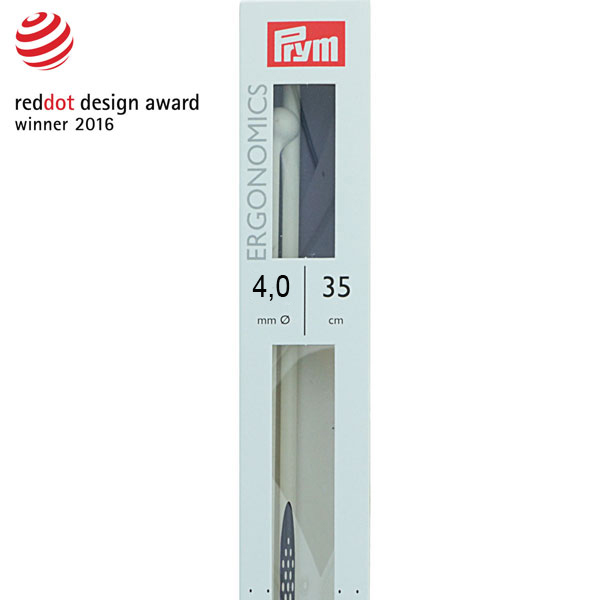 Prym
reddot design award
winner 2016
ERGONOMICS
4,0 35
mm Ø cm